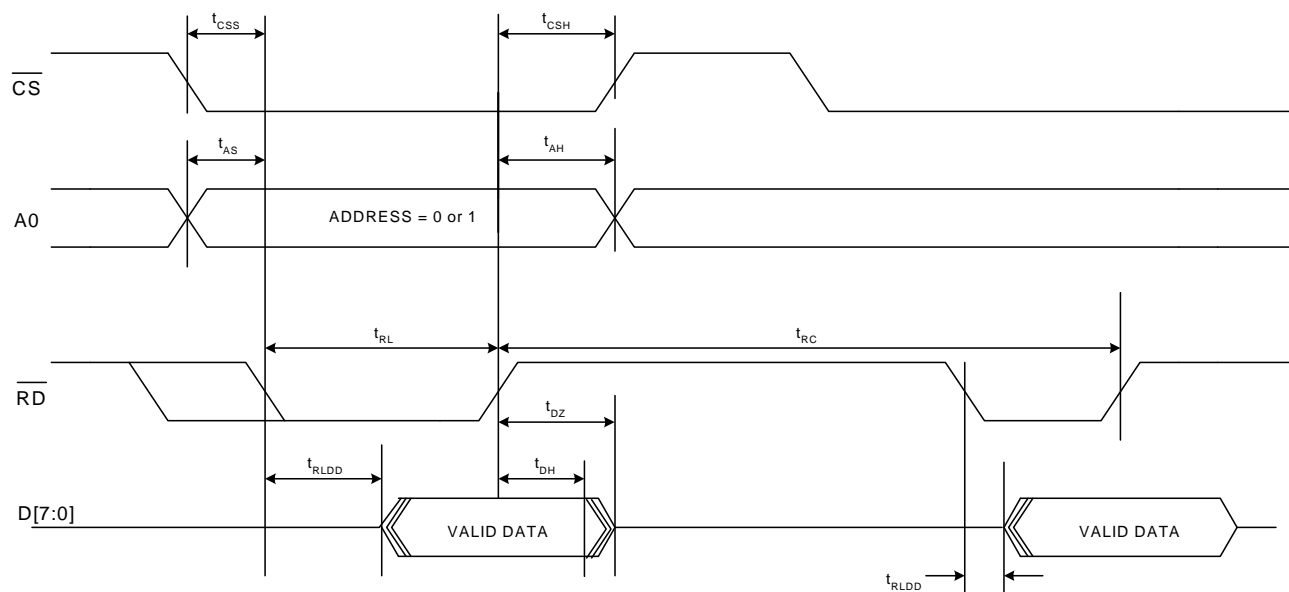 tCSS
tCSH
CS
tAS
tAH
A0
ADDRESS = 0 or 1
tRL
tRC
RD
tDZ
tRLDD
tDH
D[7:0]
VALID DATA
VALID DATA
tRLDD